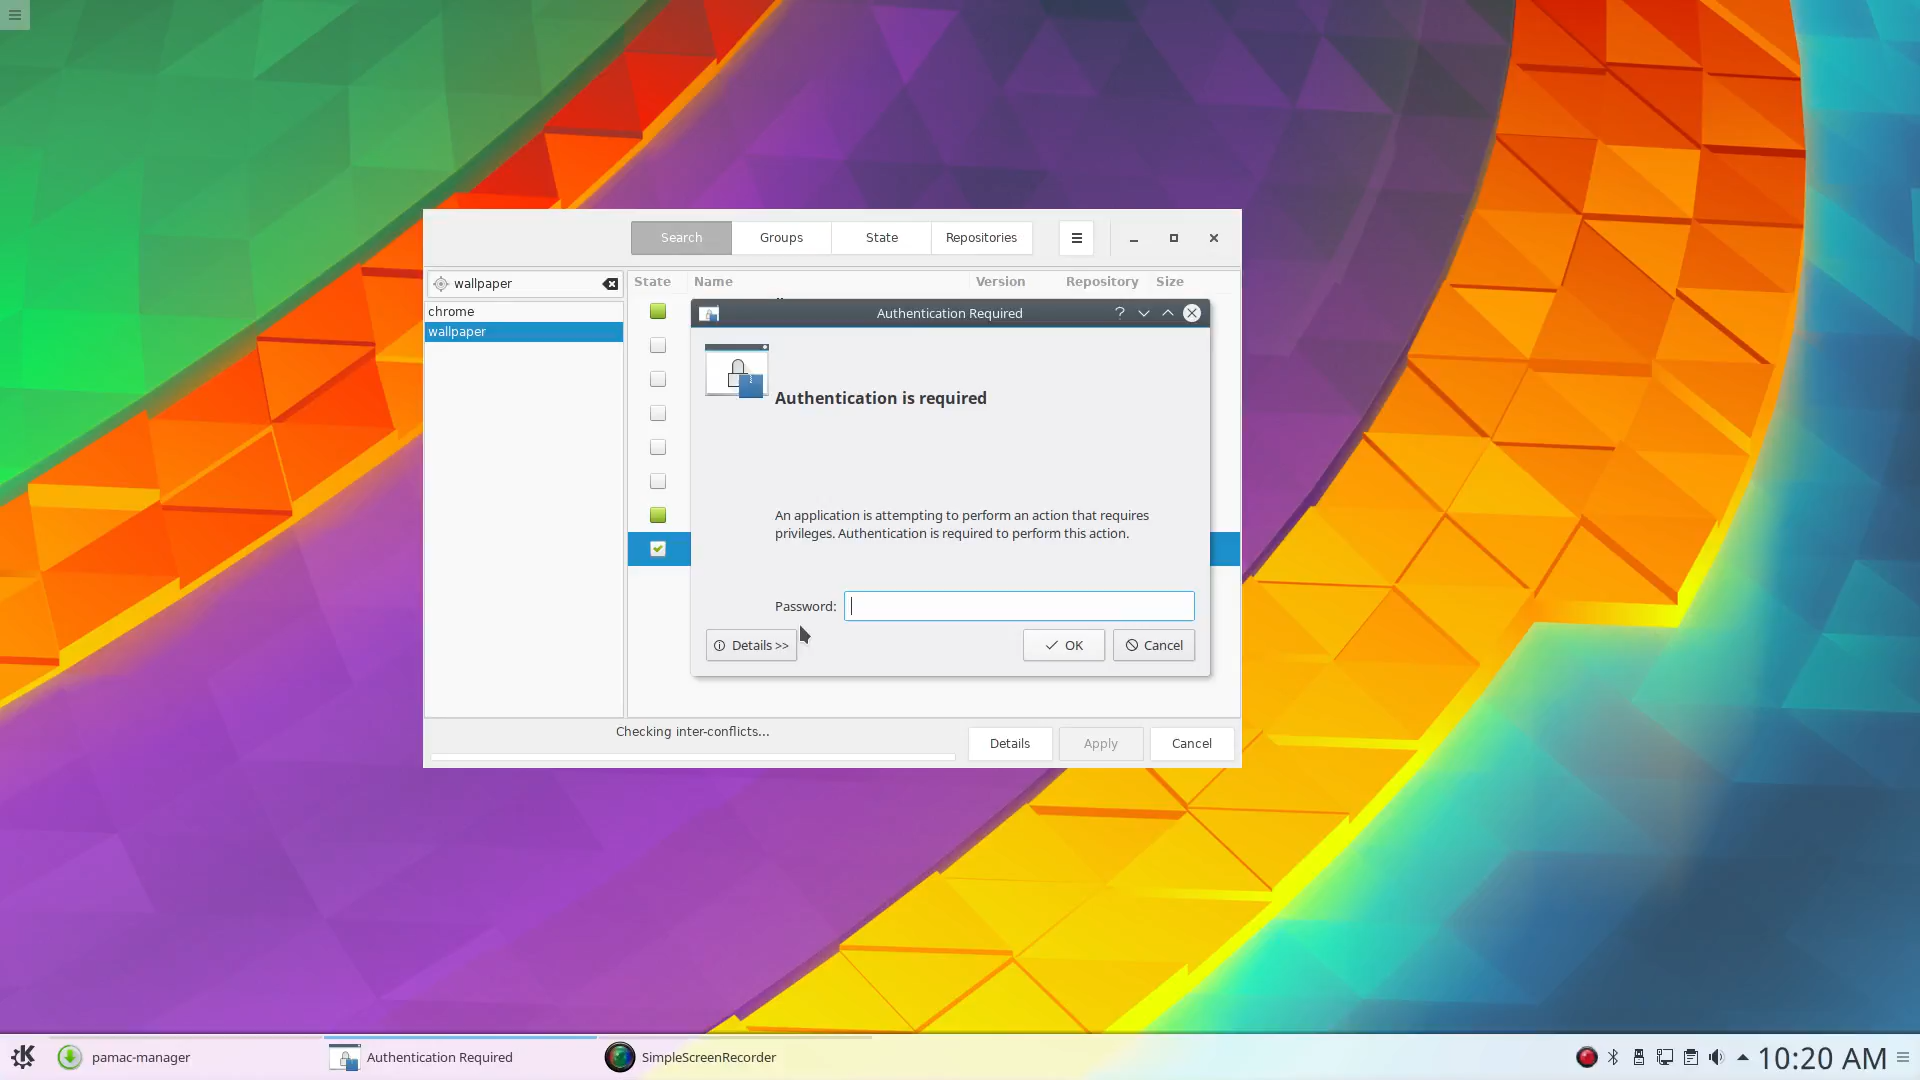 Search Groups State Repositories
wallpaper
State Name Version Repository Size
chrome
wallpaper
Authentication Required
Authentication is required
An application is attempting to perform an action that requires
privileges. Authentication is required to perform this action.
Password:
Details >> OK Cancel
Checking inter-conflicts...
Details Apply Cancel
pamac-manager Authentication Required SimpleScreenRecorder 10:20 AM